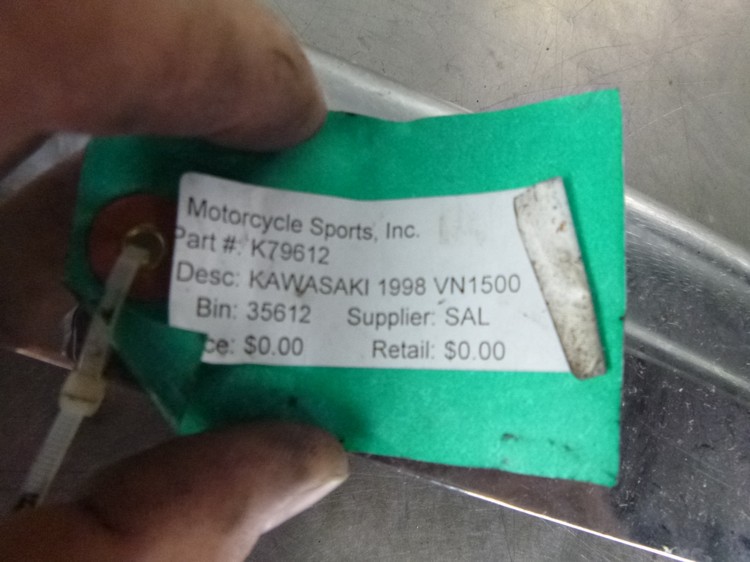 Motorcycle Sports, Inc.
Part #: K79612
Desc: KAWASAKI 1998 VN1500
Bin: 35612 Supplier: SAL
ce: $0.00 Retail: $0.00